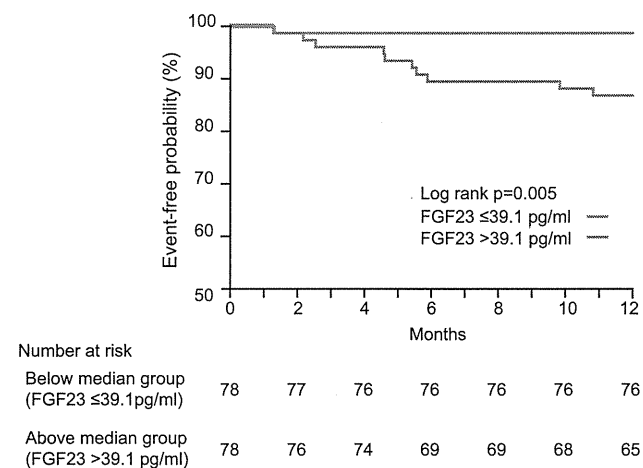 Event-free probability (%)
100
90
80
70
60
50
0 2 4 6 8 10 12
Months
Log rank p=0.005
FGF23 ≤39.1 pg/ml
FGF23 >39.1 pg/ml
Number at risk
Below median group
(FGF23 ≤39.1pg/ml)
78 77 76 76 76 76 76
Above median group
(FGF23 >39.1 pg/ml)
78 76 74 69 69 68 65